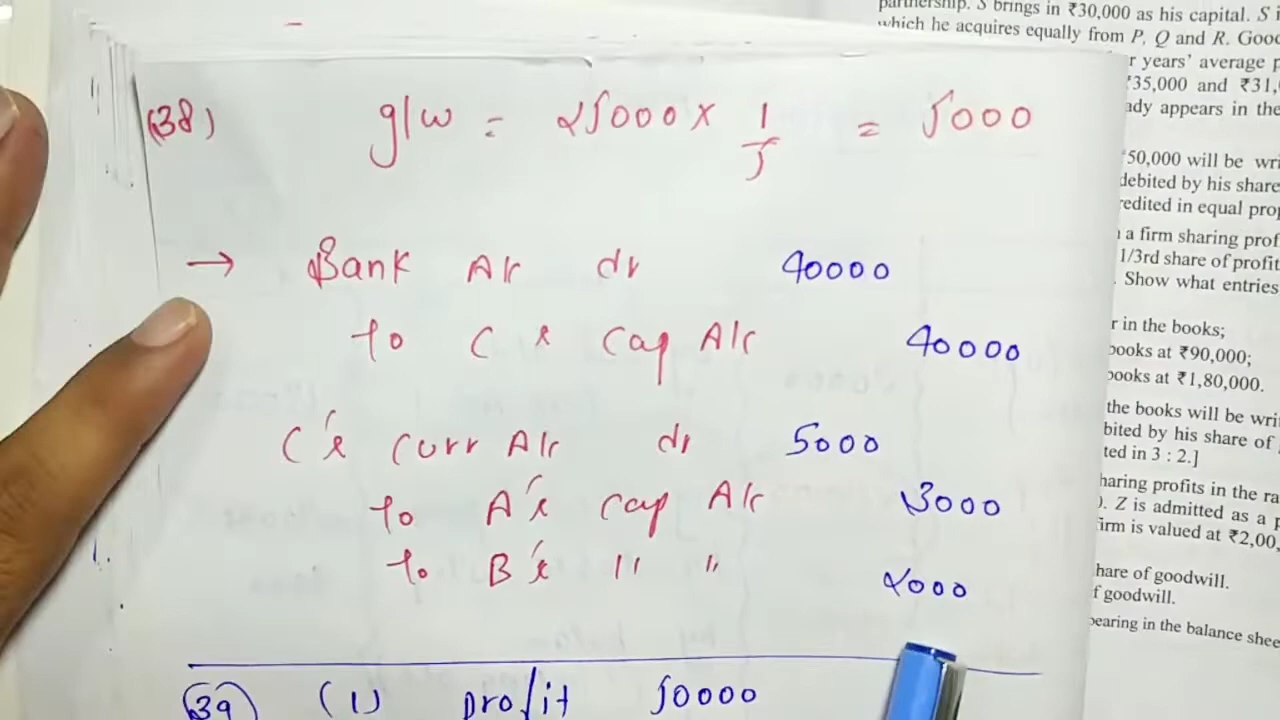 partnership. S brings in ₹30,000 as his capital. S i
which he acquires equally from P, Q and R. Good
r years' average p
₹35,000 and ₹31,
ady appears in the
₹50,000 will be wri
debited by his share
redited in equal prop
a firm sharing prof
1/3rd share of profit
. Show what entries
r in the books;
books at ₹90,000;
books at ₹1,80,000.
the books will be writ
bited by his share of
ted in 3 : 2.]
haring profits in the ra
). Z is admitted as a p
irm is valued at ₹2,00,
hare of goodwill.
f goodwill.
pearing in the balance shee
(38) g/w = 25000 × 1/5 = 5000
→ Bank A/c dr 40000
to C's Cap A/c 40000
C's Curr A/c dr 5000
to A's Cap A/c 3000
to B's " " 2000
(39) (1) profit 50000